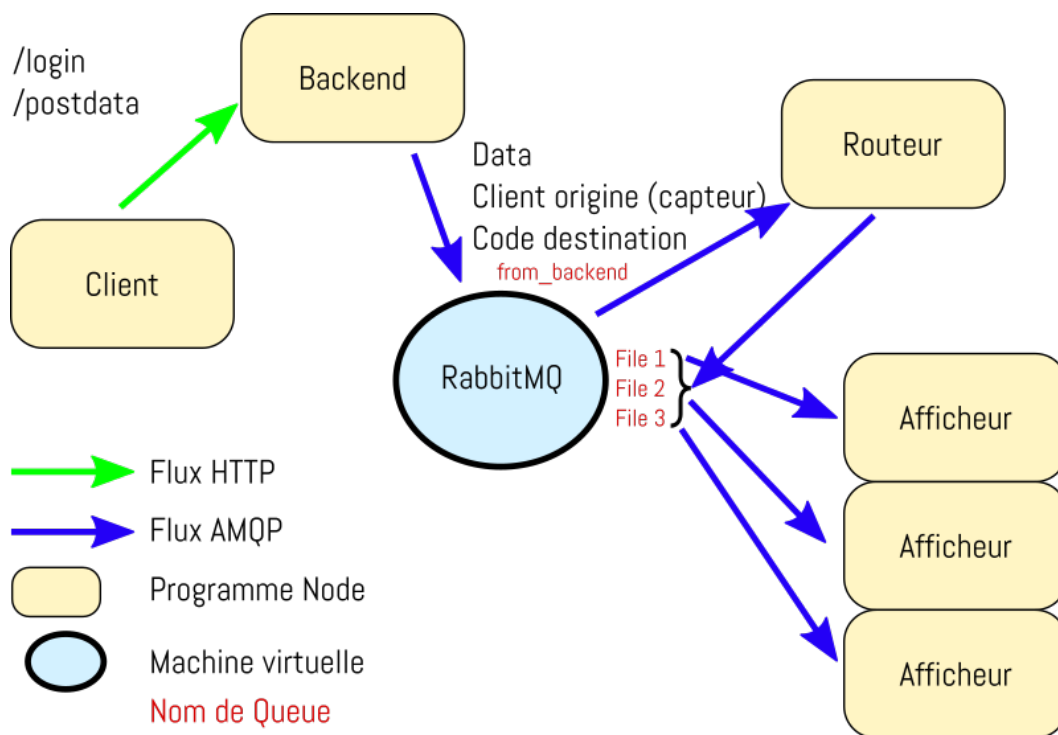 /login
/postdata
Backend
Client
Data
Client origine (capteur)
Code destination
from_backend
Routeur
RabbitMQ
File 1
File 2
File 3
Afficheur
Afficheur
Afficheur
Flux HTTP
Flux AMQP
Programme Node
Machine virtuelle
Nom de Queue